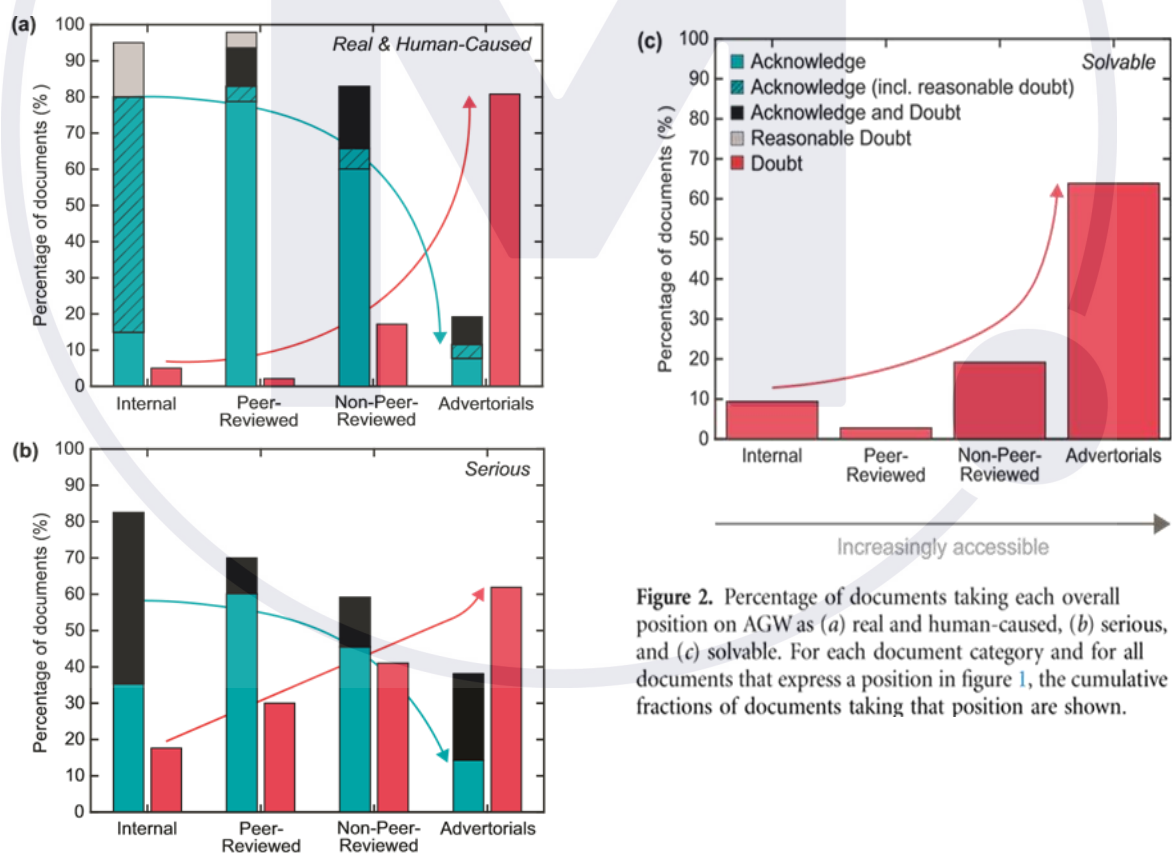 (a)
Real & Human-Caused
Percentage of documents (%)
100
90
80
70
60
50
40
30
20
10
0
Internal
Peer-
Reviewed
Non-Peer-
Reviewed
Advertorials
(b)
Serious
Percentage of documents (%)
100
90
80
70
60
50
40
30
20
10
0
Internal
Peer-
Reviewed
Non-Peer-
Reviewed
Advertorials
(c)
Solvable
Acknowledge
Acknowledge (incl. reasonable doubt)
Acknowledge and Doubt
Reasonable Doubt
Doubt
Percentage of documents (%)
100
90
80
70
60
50
40
30
20
10
0
Internal
Peer-
Reviewed
Non-Peer-
Reviewed
Advertorials
Increasingly accessible
Figure 2. Percentage of documents taking each overall
position on AGW as (a) real and human-caused, (b) serious,
and (c) solvable. For each document category and for all
documents that express a position in figure 1, the cumulative
fractions of documents taking that position are shown.